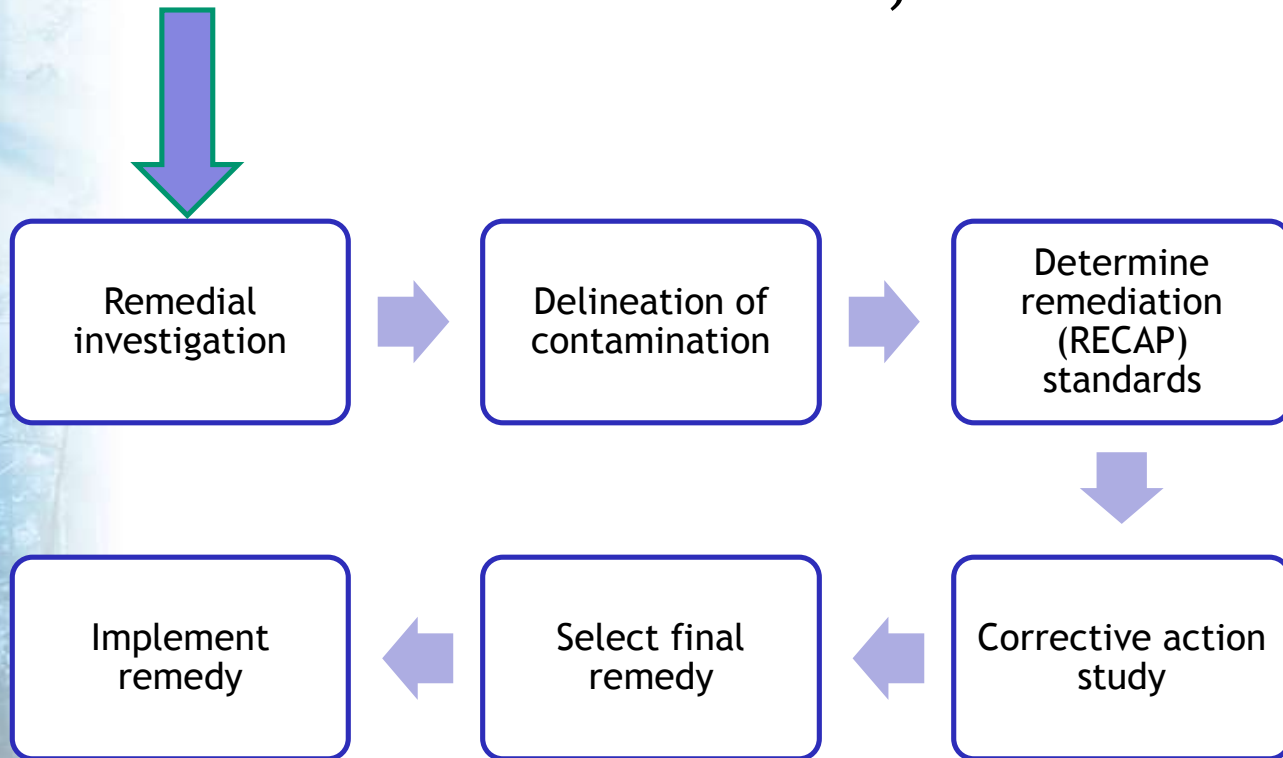 Remedial
investigation
Delineation of
contamination
Determine
remediation
(RECAP)
standards
Corrective action
study
Select final
remedy
Implement
remedy